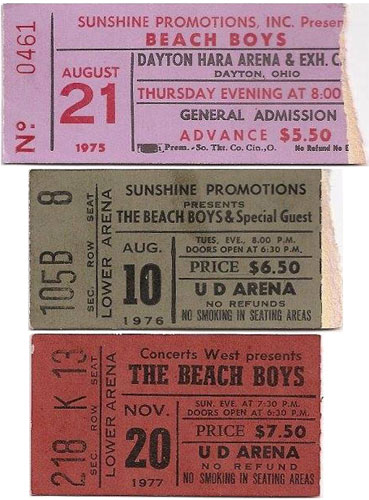 SUNSHINE PROMOTIONS, INC. Presen
BEACH BOYS
DAYTON HARA ARENA & EXH. C
DAYTON, OHIO
THURSDAY EVENING AT 8:00
GENERAL ADMISSION
ADVANCE $5.50
Prem.-So. Tkt. Co. Cin., O. No Refund No E
No 0461
AUGUST
21
1975
SUNSHINE PROMOTIONS
PRESENTS
THE BEACH BOYS & Special Guest
TUES. EVE., 8:00 P.M.
DOORS OPEN AT 6:30 P.M.
PRICE $6.50
U D ARENA
NO REFUNDS
NO SMOKING IN SEATING AREAS
AUG.
10
1976
105B 8
SEC. ROW SEAT
LOWER ARENA
Concerts West presents
THE BEACH BOYS
SUN. EVE. AT 7:30 P.M.
DOORS OPEN AT 6:30 P.M.
PRICE $7.50
U D ARENA
NO REFUNDS
NO SMOKING IN SEATING AREAS
NOV.
20
1977
218 K 13
SEC. ROW SEAT
LOWER ARENA